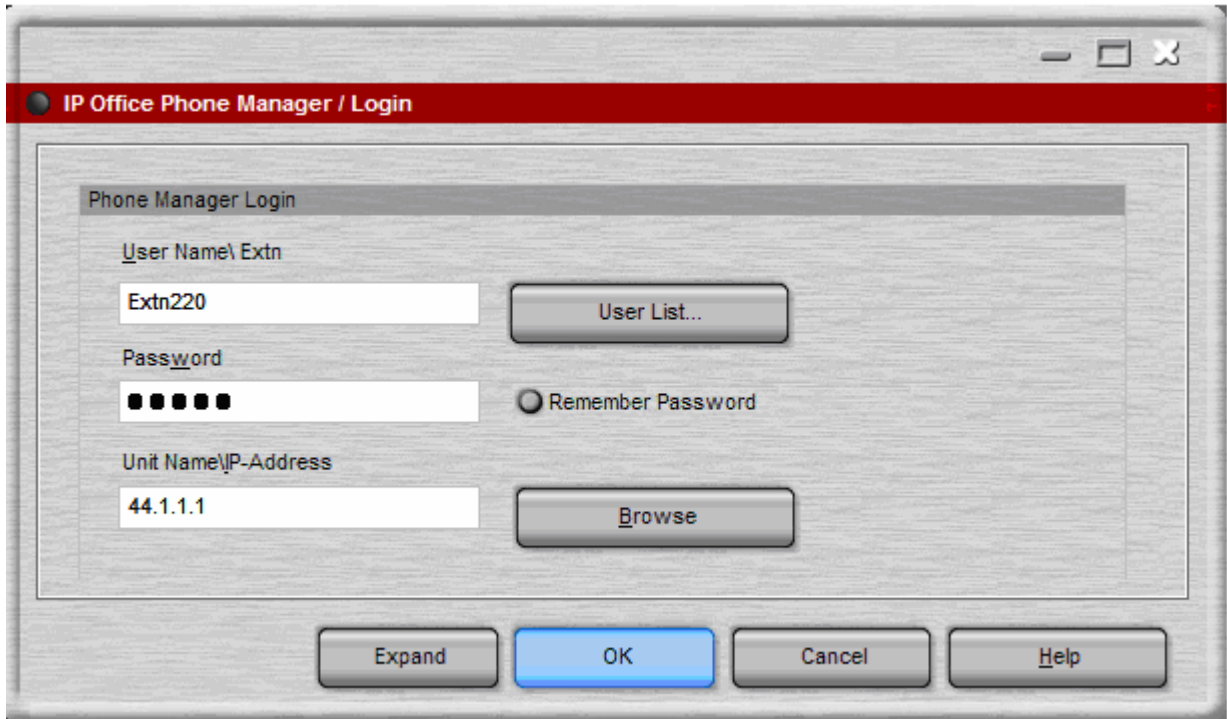 IP Office Phone Manager / Login
Phone Manager Login
User Name\ Extn
Extn220
User List...
Password
●●●●●
Remember Password
Unit Name\IP-Address
44.1.1.1
Browse
Expand
OK
Cancel
Help